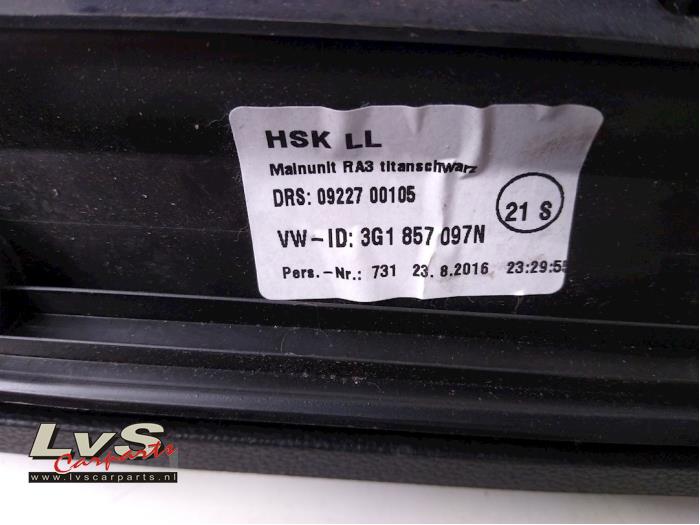 HSK LL
Mainunit RA3 titanschwarz
DRS: 09227 00105
21 S
VW-ID: 3G1 857 097N
Pers.-Nr.: 731 23. 8.2016 23:29:55
LvS
Carparts
www.lvscarparts.nl